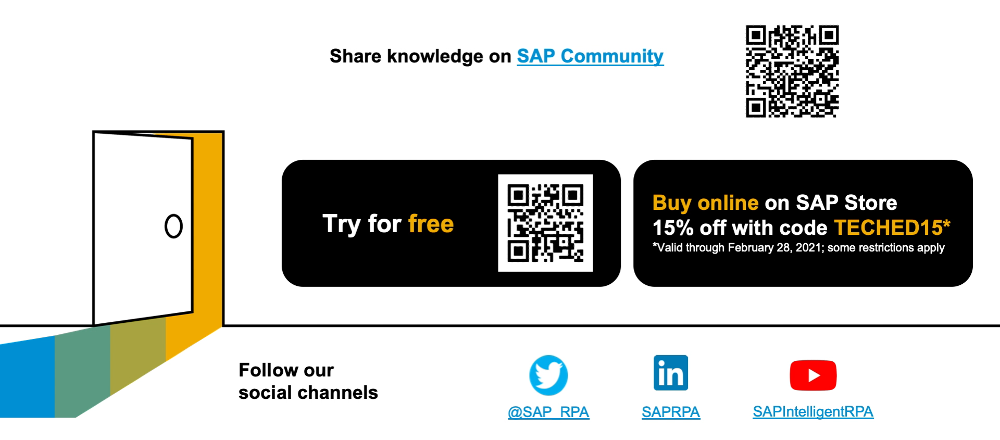 Share knowledge on SAP Community
Try for free
Buy online on SAP Store
15% off with code TECHED15*
*Valid through February 28, 2021; some restrictions apply
Follow our
social channels
in
@SAP_RPA
SAPRPA
SAPIntelligentRPA